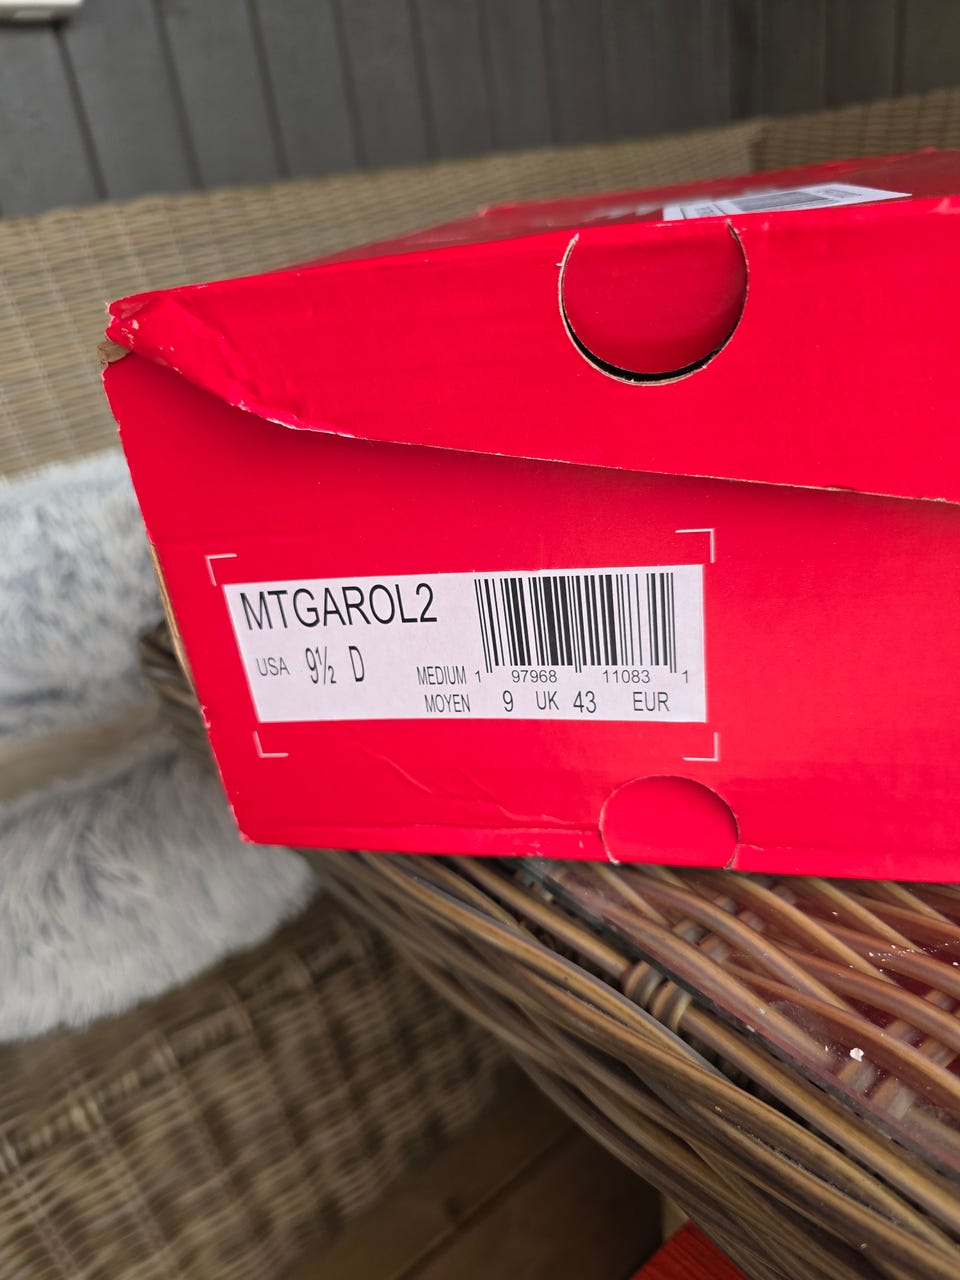 MTGAROL2
USA 9½ D
MEDIUM 1 97968 11083 1
MOYEN 9 UK 43 EUR